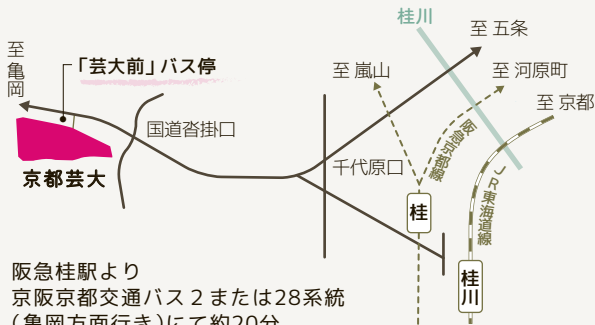 桂川
至 五条
至亀岡
「芸大前」バス停
至 嵐山
至 河原町
至 京都
国道沓掛口
阪急京都線
千代原口
JR東海道線
京都芸大
桂
桂川
阪急桂駅より
京阪京都交通バス2または28系統
(亀岡方面行き)にて約20分